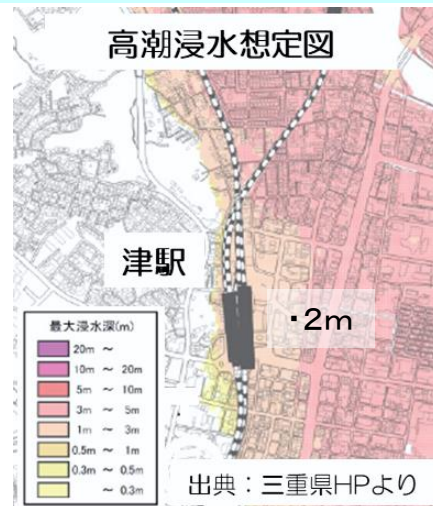 高潮浸水想定図
津駅
・2m
最大浸水深(m)
20m ～
10m ～ 20m
5m ～ 10m
3m ～ 5m
1m ～ 3m
0.5m ～ 1m
0.3m ～ 0.5m
～ 0.3m
出典：三重県HPより